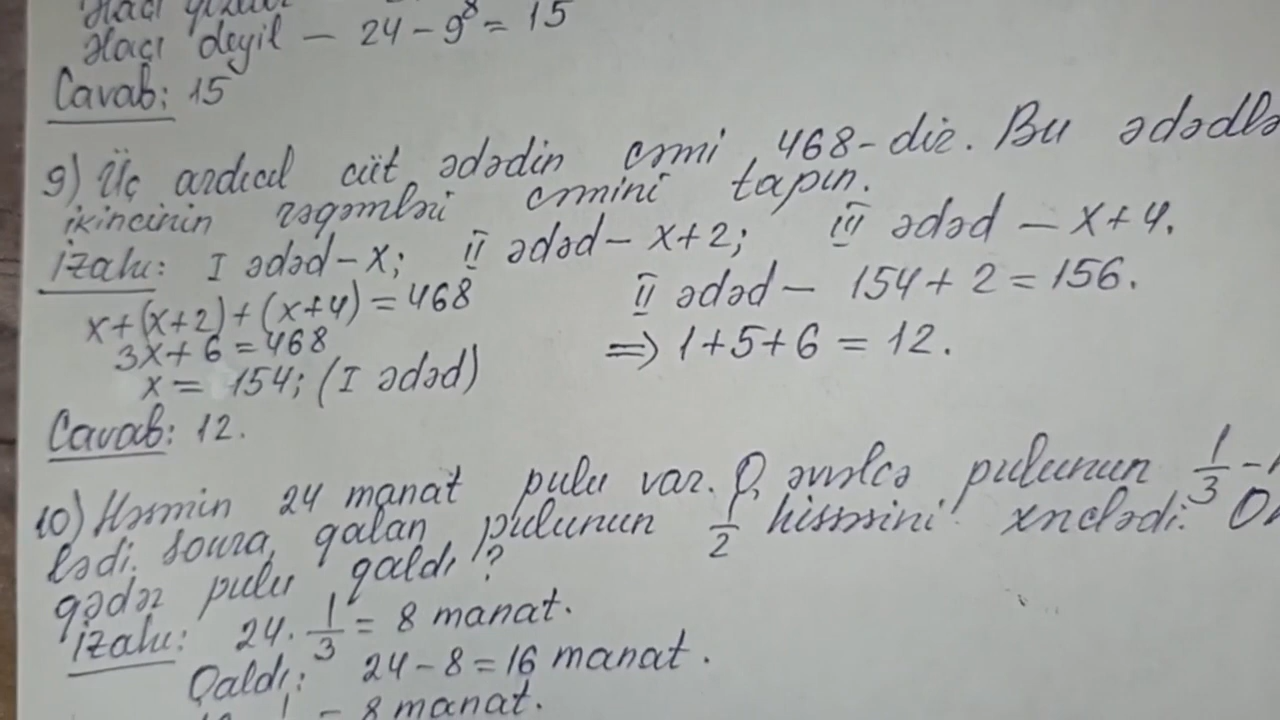 Əlaçı deyil — 24 - 9 = 15
Cavab: 15
9) Üç ardıcıl cüt ədədin cəmi 468-dir. Bu ədədlə
ikincinin rəqəmləri cəmini tapın.
İzahı: I ədəd - x; II ədəd - x+2; III ədəd - x+4.
x+(x+2)+(x+4)=468
3x+6=468
x= 154; (I ədəd)
II ədəd - 154+2=156.
=> 1+5+6=12.
Cavab: 12.
10) Həsənin 24 manat pulu var. O, əvvəlcə pulunun 1/3 -
lədi. Sonra, qalan pulunun 1/2 hissəsini xərclədi.
qədər pulu qaldı?
İzahı: 24 · 1/3 = 8 manat.
Qaldı: 24-8=16 manat.
= 8 manat.